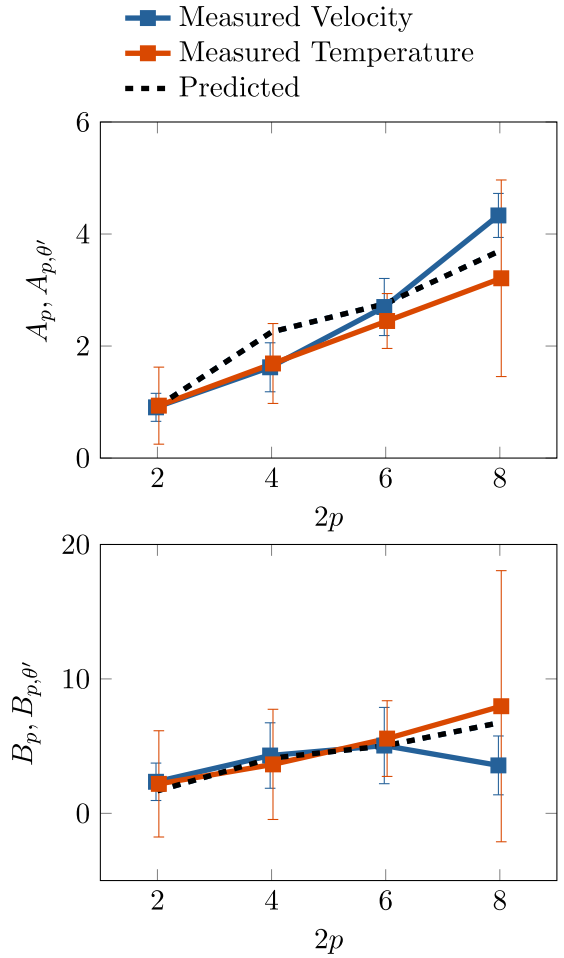 Measured Velocity
Measured Temperature
Predicted
6
4
2
0
A_p, A_{p,θ′}
2 4 6 8
2p
20
10
0
B_p, B_{p,θ′}
2 4 6 8
2p